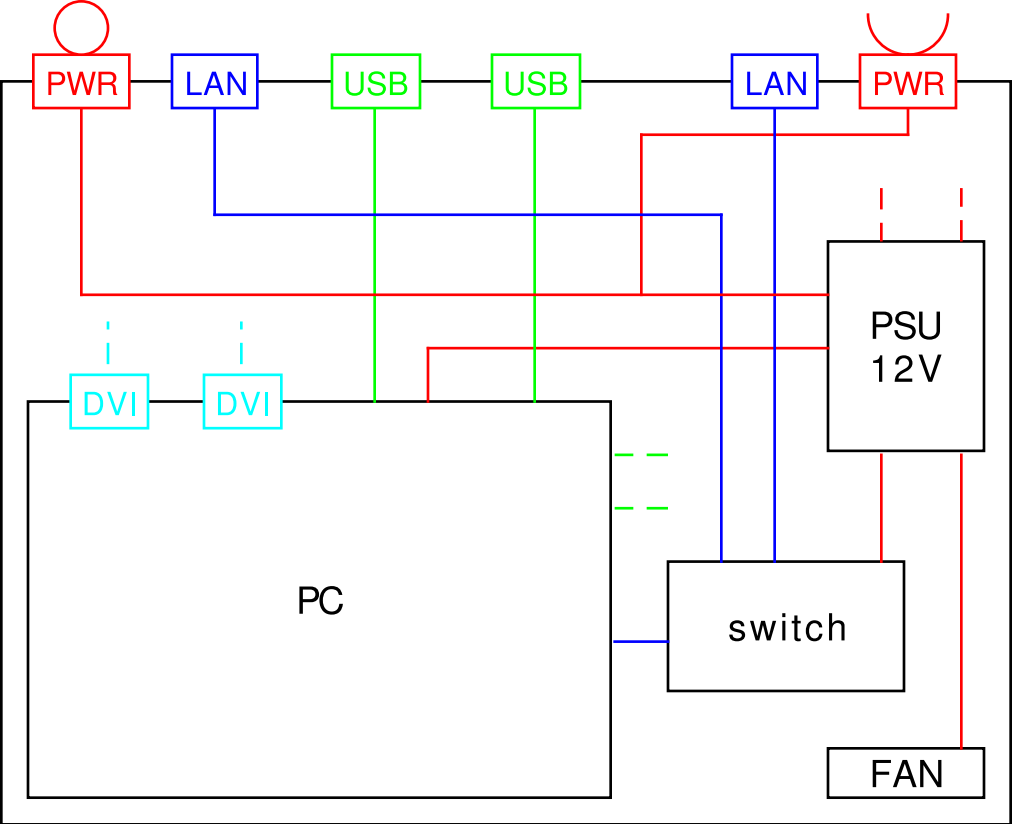 PWR
LAN
USB
USB
LAN
PWR
PSU
12V
DVI
DVI
PC
switch
FAN